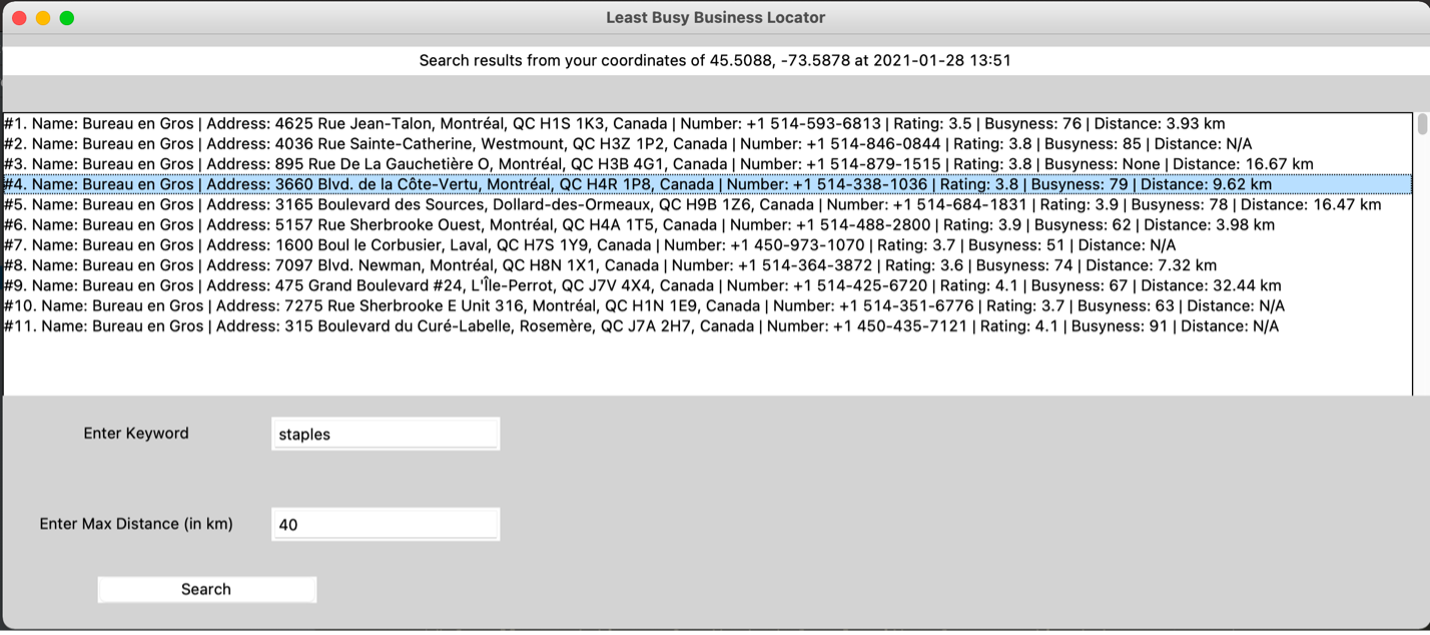 Least Busy Business Locator
Search results from your coordinates of 45.5088, -73.5878 at 2021-01-28 13:51
#1. Name: Bureau en Gros | Address: 4625 Rue Jean-Talon, Montréal, QC H1S 1K3, Canada | Number: +1 514-593-6813 | Rating: 3.5 | Busyness: 76 | Distance: 3.93 km
#2. Name: Bureau en Gros | Address: 4036 Rue Sainte-Catherine, Westmount, QC H3Z 1P2, Canada | Number: +1 514-846-0844 | Rating: 3.8 | Busyness: 85 | Distance: N/A
#3. Name: Bureau en Gros | Address: 895 Rue De La Gauchetière O, Montréal, QC H3B 4G1, Canada | Number: +1 514-879-1515 | Rating: 3.8 | Busyness: None | Distance: 16.67 km
#4. Name: Bureau en Gros | Address: 3660 Blvd. de la Côte-Vertu, Montréal, QC H4R 1P8, Canada | Number: +1 514-338-1036 | Rating: 3.8 | Busyness: 79 | Distance: 9.62 km
#5. Name: Bureau en Gros | Address: 3165 Boulevard des Sources, Dollard-des-Ormeaux, QC H9B 1Z6, Canada | Number: +1 514-684-1831 | Rating: 3.9 | Busyness: 78 | Distance: 16.47 km
#6. Name: Bureau en Gros | Address: 5157 Rue Sherbrooke Ouest, Montréal, QC H4A 1T5, Canada | Number: +1 514-488-2800 | Rating: 3.9 | Busyness: 62 | Distance: 3.98 km
#7. Name: Bureau en Gros | Address: 1600 Boul le Corbusier, Laval, QC H7S 1Y9, Canada | Number: +1 450-973-1070 | Rating: 3.7 | Busyness: 51 | Distance: N/A
#8. Name: Bureau en Gros | Address: 7097 Blvd. Newman, Montréal, QC H8N 1X1, Canada | Number: +1 514-364-3872 | Rating: 3.6 | Busyness: 74 | Distance: 7.32 km
#9. Name: Bureau en Gros | Address: 475 Grand Boulevard #24, L'Île-Perrot, QC J7V 4X4, Canada | Number: +1 514-425-6720 | Rating: 4.1 | Busyness: 67 | Distance: 32.44 km
#10. Name: Bureau en Gros | Address: 7275 Rue Sherbrooke E Unit 316, Montréal, QC H1N 1E9, Canada | Number: +1 514-351-6776 | Rating: 3.7 | Busyness: 63 | Distance: N/A
#11. Name: Bureau en Gros | Address: 315 Boulevard du Curé-Labelle, Rosemère, QC J7A 2H7, Canada | Number: +1 450-435-7121 | Rating: 4.1 | Busyness: 91 | Distance: N/A
Enter Keyword
staples
Enter Max Distance (in km)
40
Search